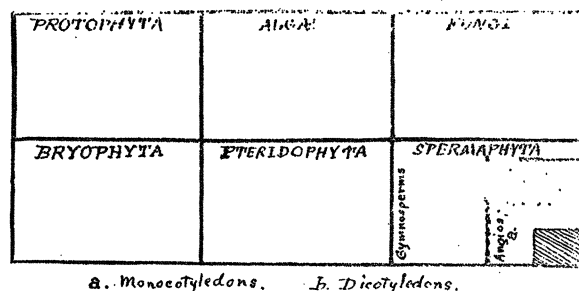 PROTOPHYTA ALGAE FUNGI
BRYOPHYTA PTERIDOPHYTA SPERMAPHYTA
Gymnosperms
Angios.
a.
a. Monocotyledons. b. Dicotyledons.